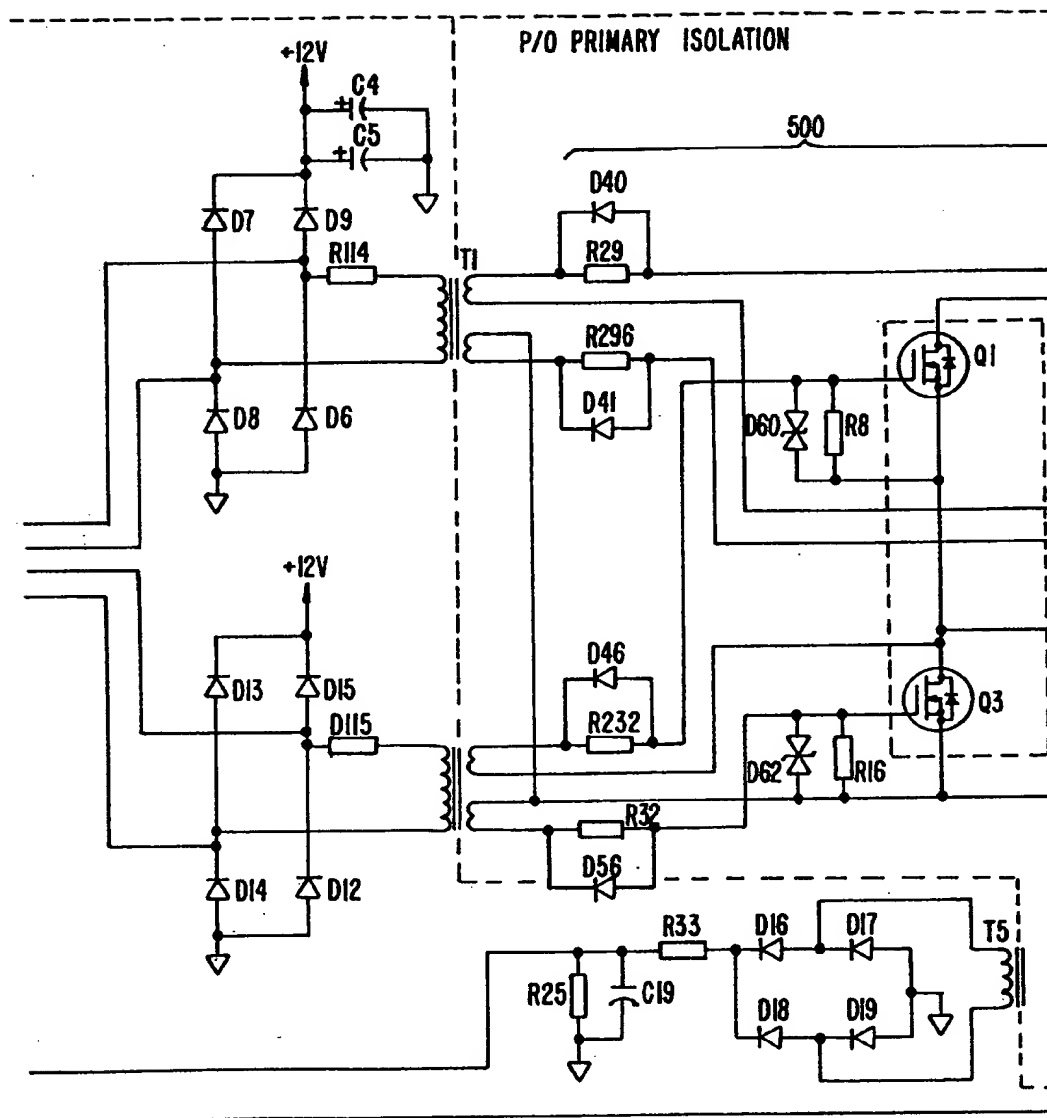 P/O PRIMARY ISOLATION
+12V
C4
C5
500
D40
D7
D9
R114
T1
R29
R296
Q1
D41
D8
D6
D60
R8
+12V
D46
D13
D15
D115
R232
Q3
D62
R16
R32
D56
D14
D12
R33
D16
D17
T5
R25
C19
D18
D19